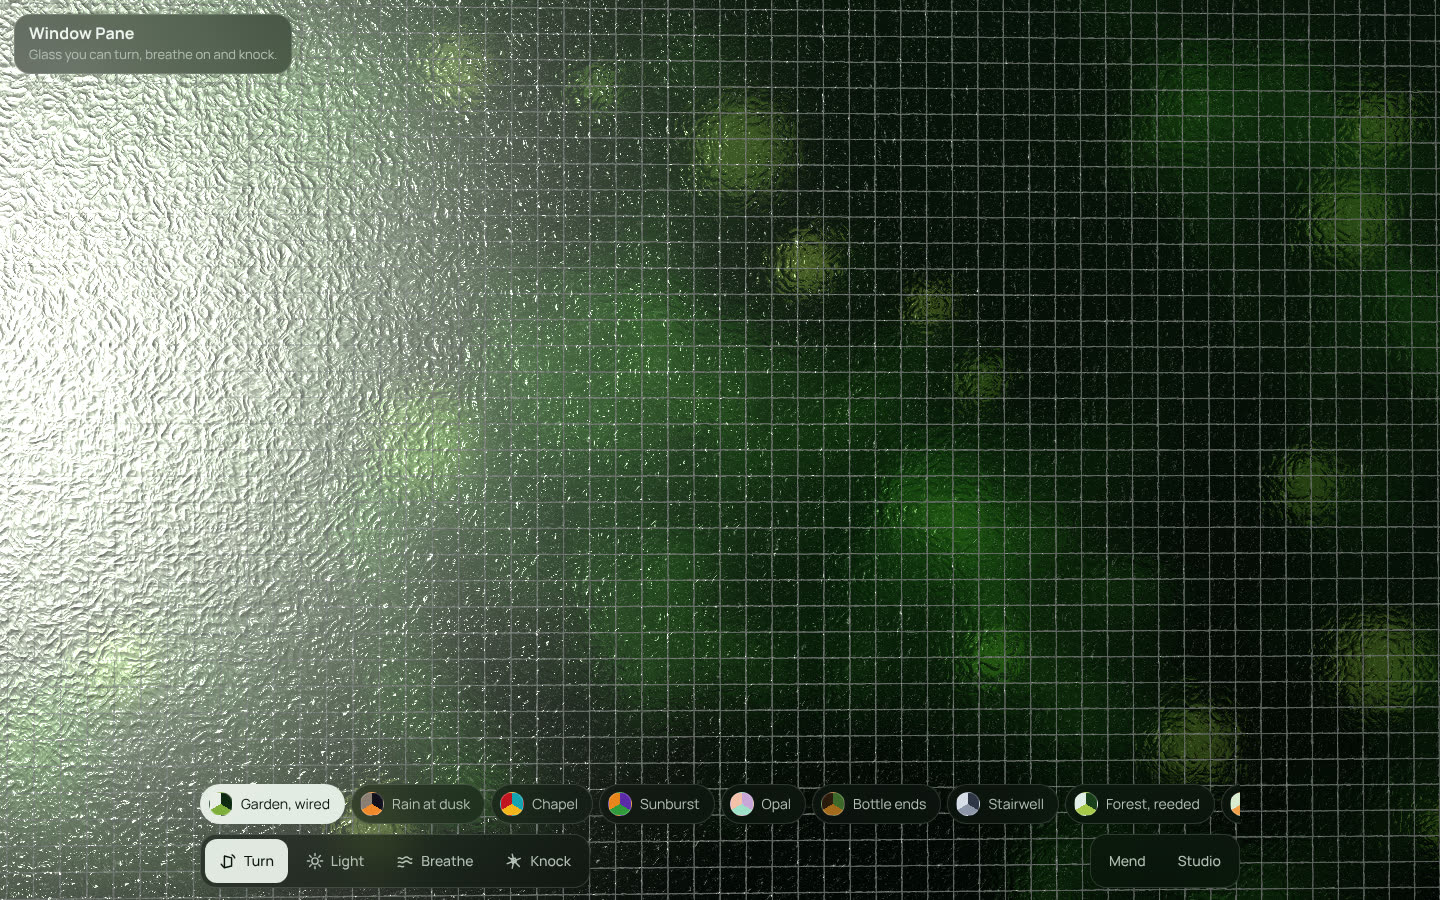 Window Pane
Glass you can turn, breathe on and knock.
Garden, wired
Rain at dusk
Chapel
Sunburst
Opal
Bottle ends
Stairwell
Forest, reeded
Turn
Light
Breathe
Knock
Mend
Studio